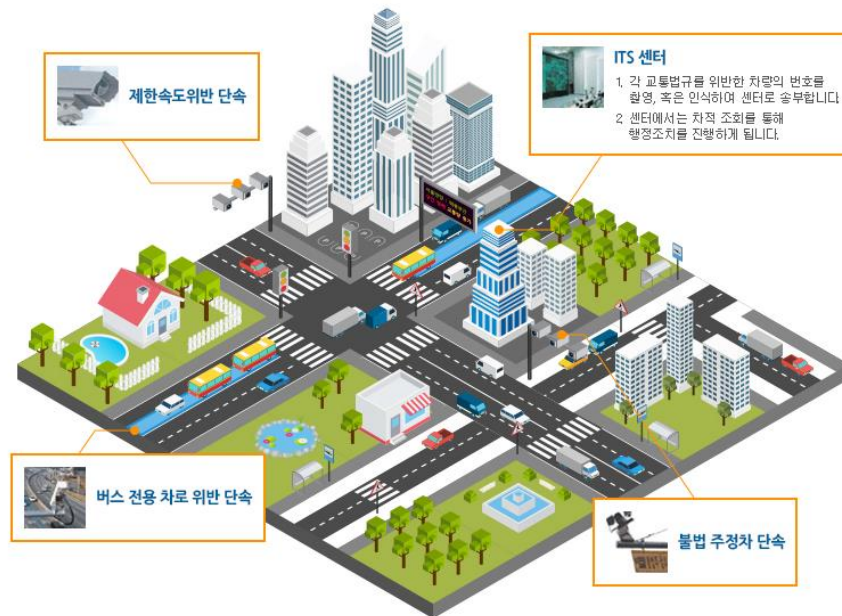 제한속도위반 단속
ITS 센터
1. 각 교통법규를 위반한 차량의 번호를
촬영, 혹은 인식하여 센터로 송부합니다.
2. 센터에서는 차적 조회를 통해
행정조치를 진행하게 됩니다.
버스 전용 차로 위반 단속
불법 주정차 단속